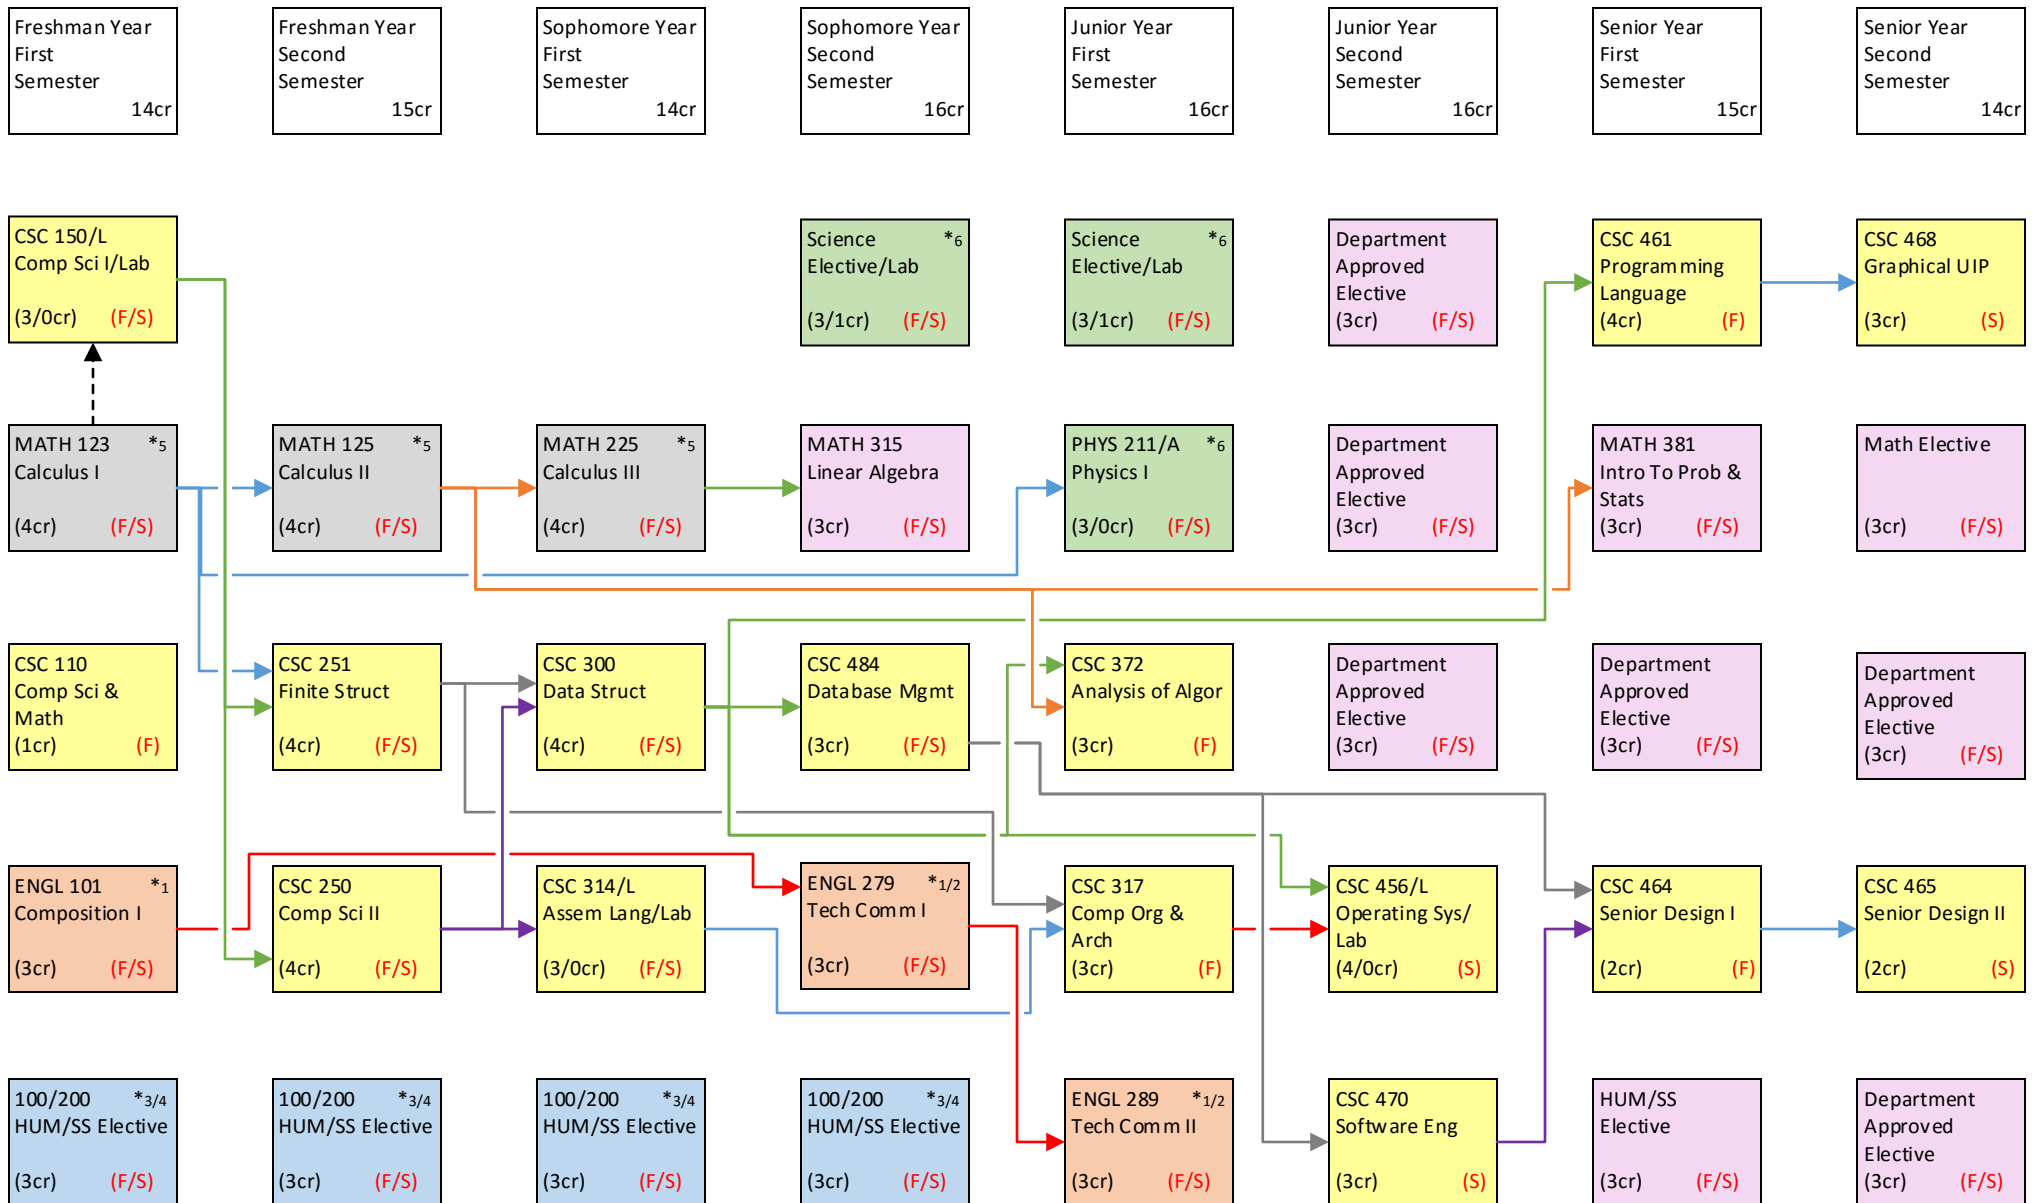 Freshman Year
First
Semester
14cr
Freshman Year
Second
Semester
15cr
Sophomore Year
First
Semester
14cr
Sophomore Year
Second
Semester
16cr
Junior Year
First
Semester
16cr
Junior Year
Second
Semester
16cr
Senior Year
First
Semester
15cr
Senior Year
Second
Semester
14cr
CSC 150/L
Comp Sci I/Lab
(3/0cr) (F/S)
Science *6
Elective/Lab
(3/1cr) (F/S)
Science *6
Elective/Lab
(3/1cr) (F/S)
Department
Approved
Elective
(3cr) (F/S)
CSC 461
Programming
Language
(4cr) (F)
CSC 468
Graphical UIP
(3cr) (S)
MATH 123 *5
Calculus I
(4cr) (F/S)
MATH 125 *5
Calculus II
(4cr) (F/S)
MATH 225 *5
Calculus III
(4cr) (F/S)
MATH 315
Linear Algebra
(3cr) (F/S)
PHYS 211/A *6
Physics I
(3/0cr) (F/S)
Department
Approved
Elective
(3cr) (F/S)
MATH 381
Intro To Prob &
Stats
(3cr) (F/S)
Math Elective
(3cr) (F/S)
CSC 110
Comp Sci &
Math
(1cr) (F)
CSC 251
Finite Struct
(4cr) (F/S)
CSC 300
Data Struct
(4cr) (F/S)
CSC 484
Database Mgmt
(3cr) (F/S)
CSC 372
Analysis of Algor
(3cr) (F)
Department
Approved
Elective
(3cr) (F/S)
Department
Approved
Elective
(3cr) (F/S)
Department
Approved
Elective
(3cr) (F/S)
ENGL 101 *1
Composition I
(3cr) (F/S)
CSC 250
Comp Sci II
(4cr) (F/S)
CSC 314/L
Assem Lang/Lab
(3/0cr) (F/S)
ENGL 279 *1/2
Tech Comm I
(3cr) (F/S)
CSC 317
Comp Org &
Arch
(3cr) (F)
CSC 456/L
Operating Sys/
Lab
(4/0cr) (S)
CSC 464
Senior Design I
(2cr) (F)
CSC 465
Senior Design II
(2cr) (S)
100/200 *3/4
HUM/SS Elective
(3cr) (F/S)
100/200 *3/4
HUM/SS Elective
(3cr) (F/S)
100/200 *3/4
HUM/SS Elective
(3cr) (F/S)
100/200 *3/4
HUM/SS Elective
(3cr) (F/S)
ENGL 289 *1/2
Tech Comm II
(3cr) (F/S)
CSC 470
Software Eng
(3cr) (S)
HUM/SS
Elective
(3cr) (F/S)
Department
Approved
Elective
(3cr) (F/S)